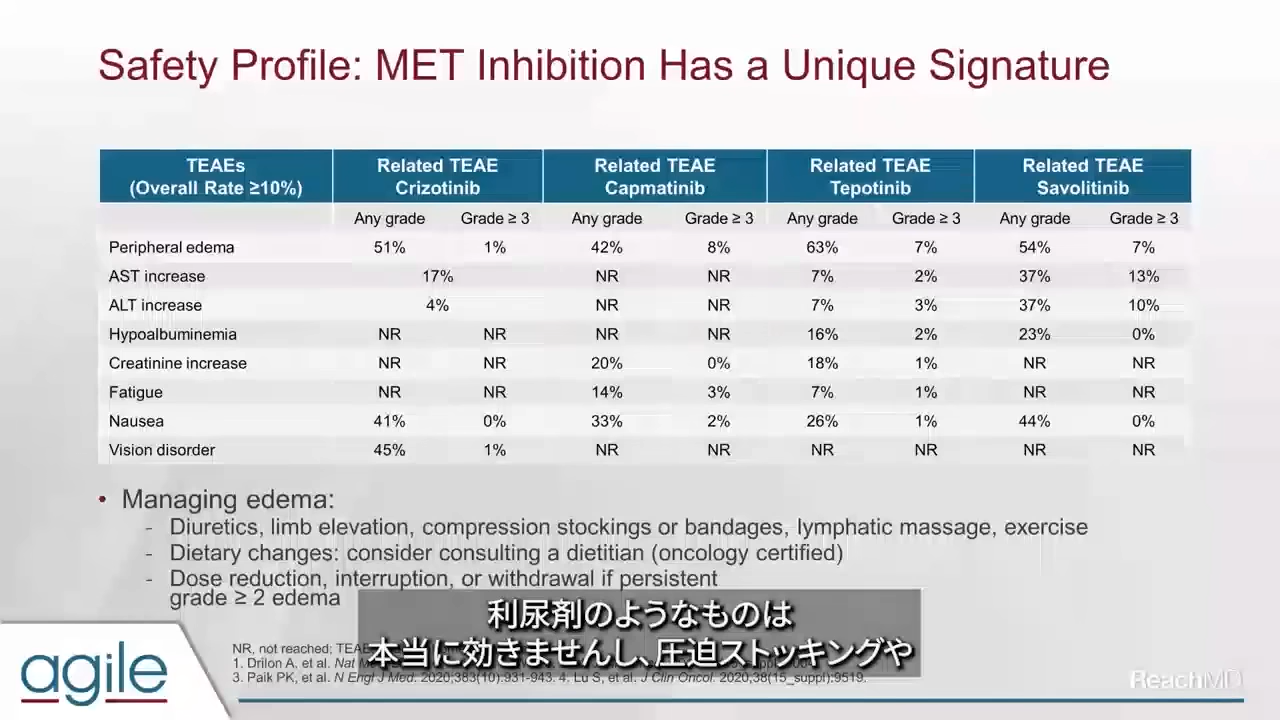 Safety Profile: MET Inhibition Has a Unique Signature
TEAEs (Overall Rate ≥10%) Related TEAE Crizotinib Related TEAE Capmatinib Related TEAE Tepotinib Related TEAE Savolitinib
Any grade Grade ≥ 3 Any grade Grade ≥ 3 Any grade Grade ≥ 3 Any grade Grade ≥ 3
Peripheral edema 51% 1% 42% 8% 63% 7% 54% 7%
AST increase 17% NR NR 7% 2% 37% 13%
ALT increase 4% NR NR 7% 3% 37% 10%
Hypoalbuminemia NR NR NR NR 16% 2% 23% 0%
Creatinine increase NR NR 20% 0% 18% 1% NR NR
Fatigue NR NR 14% 3% 7% 1% NR NR
Nausea 41% 0% 33% 2% 26% 1% 44% 0%
Vision disorder 45% 1% NR NR NR NR NR NR
• Managing edema:
- Diuretics, limb elevation, compression stockings or bandages, lymphatic massage, exercise
- Dietary changes: consider consulting a dietitian (oncology certified)
- Dose reduction, interruption, or withdrawal if persistent
grade ≥ 2 edema
利尿剤のようなものは
本当に効きませんし、圧迫ストッキングや
NR, not reached;
1. Drilon A, et al. Nat
3. Paik PK, et al. N Engl J Med. 2020;383(10):931-943. 4. Lu S, et al. J Clin Oncol. 2020;38(15_suppl):9519.
agile
ReachMD